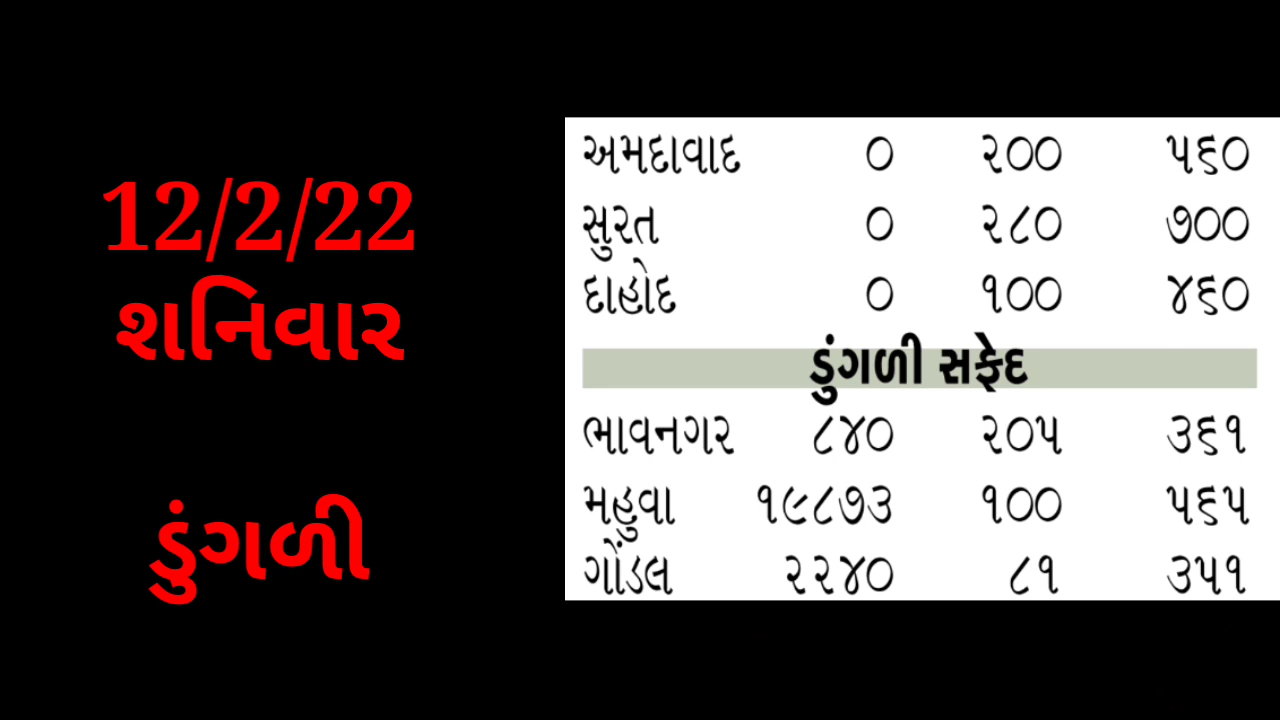 12/2/22
શનિવાર
ડુંગળી
અમદાવાદ ૦ ૨૦૦ ૫૬૦
સુરત ૦ ૨૮૦ ૭૦૦
દાહોદ ૦ ૧૦૦ ૪૬૦
ડુંગળી સફેદ
ભાવનગર ૮૪૦ ૨૦૫ ૩૬૧
મહુવા ૧૯૮૭૩ ૧૦૦ ૫૬૫
ગોંડલ ૨૨૪૦ ૮૧ ૩૫૧